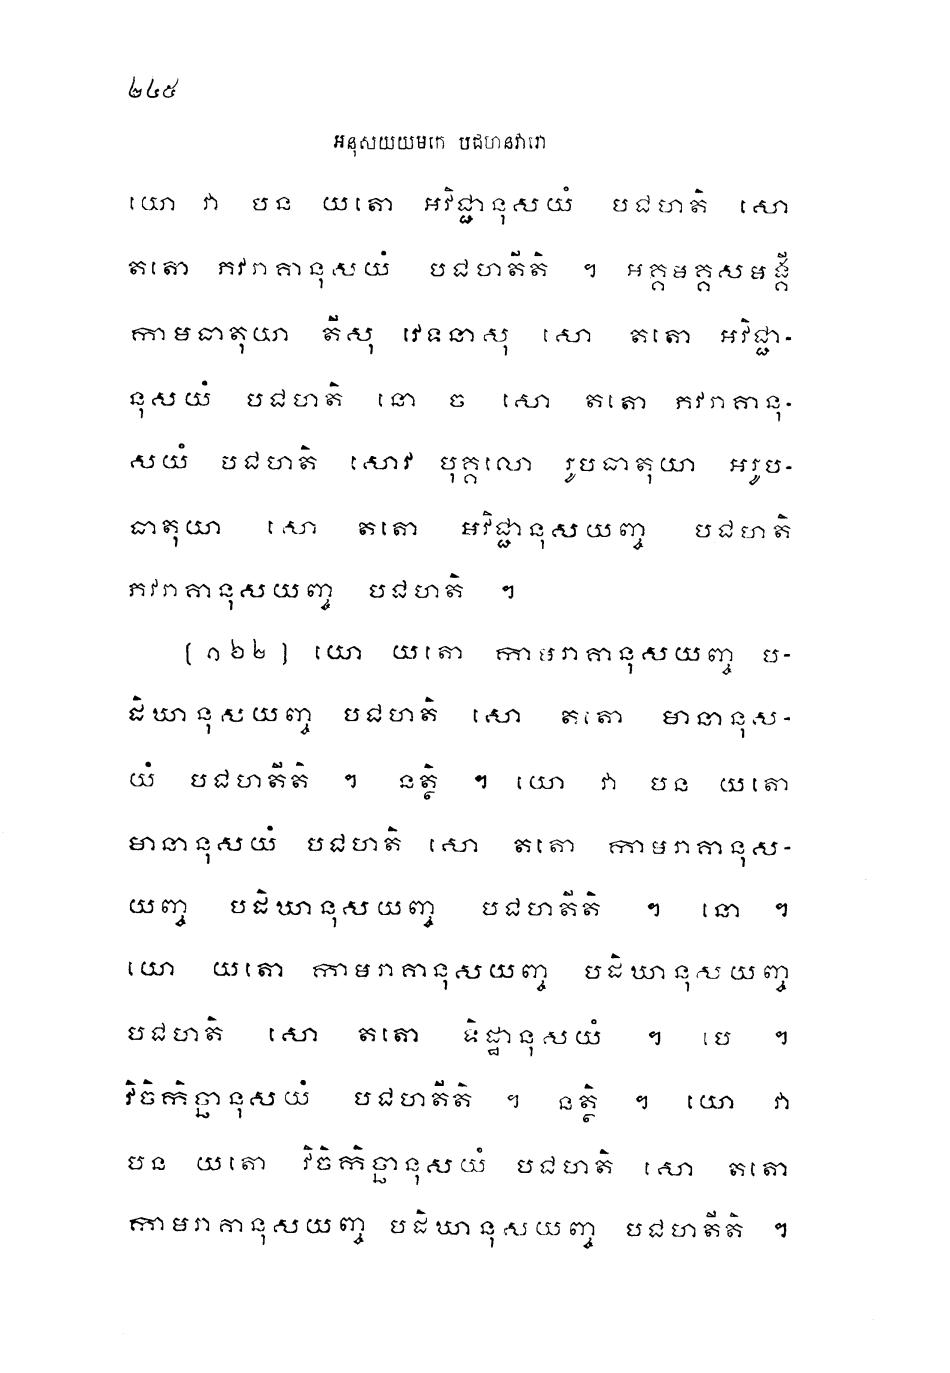 ២៤៥
អនុសយយមកេ បជហនវារោ
យោ វា បន យតោ អវិជ្ជានុសយំ បជហតិ សោ
តតោ ភវរាគានុសយំ បជហតីតិ ។ អគ្គមគ្គសមង្គី
កាមធាតុយា តីសុ វេទនាសុ សោ តតោ អវិជ្ជា-
នុសយំ បជហតិ នោ ច សោ តតោ ភវរាគានុ-
សយំ បជហតិ សោវ បុគ្គលោ រូបធាតុយា អរូប-
ធាតុយា សោ តតោ អវិជ្ជានុសយញ្ច បជហតិ
ភវរាគានុសយញ្ច បជហតិ ។
[១៦២] យោ យតោ កាមរាគានុសយញ្ច ប-
ដិឃានុសយញ្ច បជហតិ សោ តតោ មានានុស-
យំ បជហតីតិ ។ នត្ថិ ។ យោ វា បន យតោ
មានានុសយំ បជហតិ សោ តតោ កាមរាគានុស-
យញ្ច បដិឃានុសយញ្ច បជហតីតិ ។ នោ ។
យោ យតោ កាមរាគានុសយញ្ច បដិឃានុសយញ្ច
បជហតិ សោ តតោ ទិដ្ឋានុសយំ ។ បេ ។
វិចិកិច្ឆានុសយំ បជហតីតិ ។ នត្ថិ ។ យោ វា
បន យតោ វិចិកិច្ឆានុសយំ បជហតិ សោ តតោ
កាមរាគានុសយញ្ច បដិឃានុសយញ្ច បជហតីតិ ។